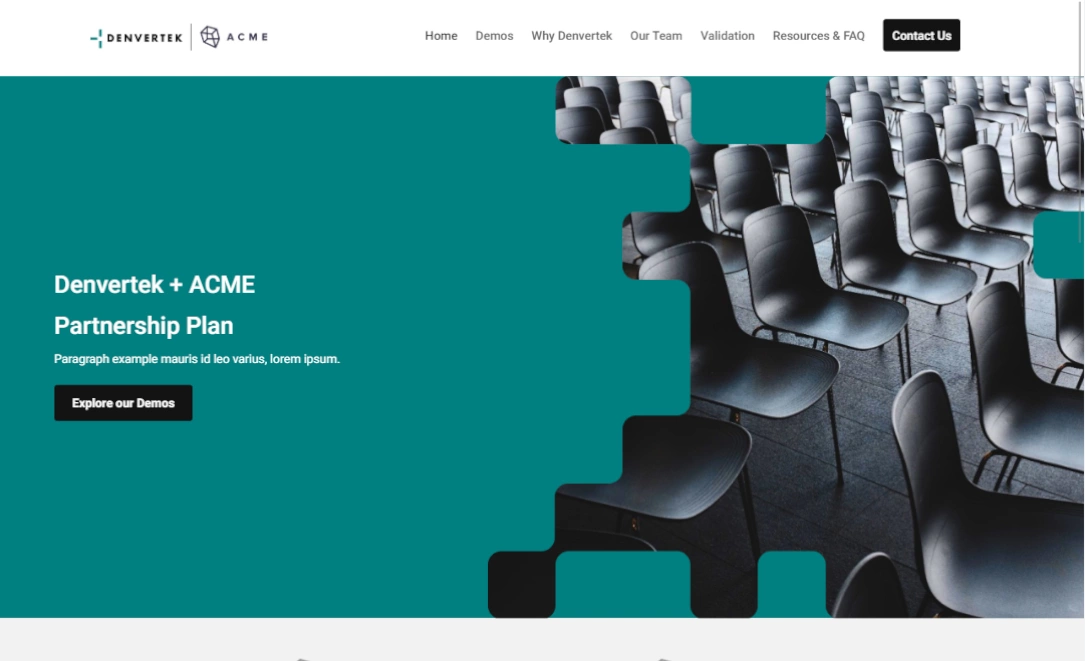 DENVERTEK
ACME
Home
Demos
Why Denvertek
Our Team
Validation
Resources & FAQ
Contact Us
Denvertek + ACME
Partnership Plan
Paragraph example mauris id leo varius, lorem ipsum.
Explore our Demos